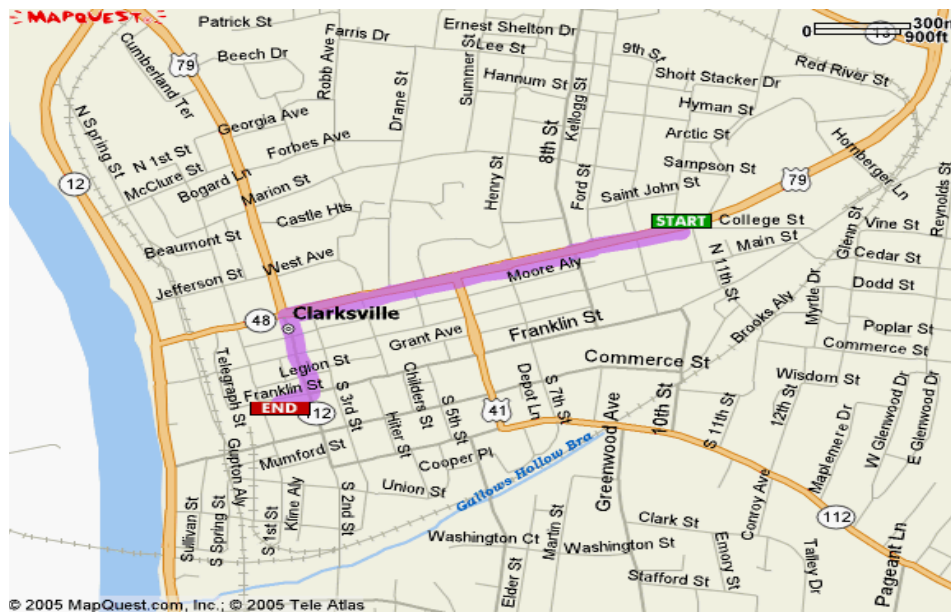 MAPQUEST.
300m
900ft
0
Patrick St
Ernest Shelton Dr
13
Farris Dr
Lee St
9th St
Cumberland Ter
79
Beech Dr
Robb Ave
Summer St
Hannum St
Short Stacker Dr
Red River St
Drane St
Kellogg St
Hyman St
N Spring St
Georgia Ave
8th St
Arctic St
Hornberger Ln
N 1st St
Forbes Ave
McClure St
Bogard Ln
Marion St
Henry St
Ford St
Sampson St
79
12
Castle Hts
Saint John St
Reynolds St
START
College St
Vine St
Beaumont St
Main St
Glenn St
West Ave
Moore Aly
N 11th St
Cedar St
Jefferson St
Myrtle Dr
Dodd St
48
Clarksville
Grant Ave
Franklin St
Brooks Aly
Poplar St
Telegraph St
Legion St
Commerce St
Commerce St
Franklin St
S 3rd St
Childers St
Depot Ln
S 7th St
Wisdom St
END
112
41
Greenwood Ave
10th St
S 11th St
12th St
Maplemere Dr
W Glenwood Dr
E Glenwood Dr
Hiter St
S 5th St
Mumford St
Cooper Pl
Gallows Hollow Bra
Gupton Aly
Union St
Sullivan St
S Spring St
S 1st St
Kline Aly
S 2nd St
Conroy Ave
112
Clark St
Washington Ct
Martin St
Washington St
Emory St
Talley Dr
Pageant Ln
Elder St
Stafford St
© 2005 MapQuest.com, Inc.; © 2005 Tele Atlas